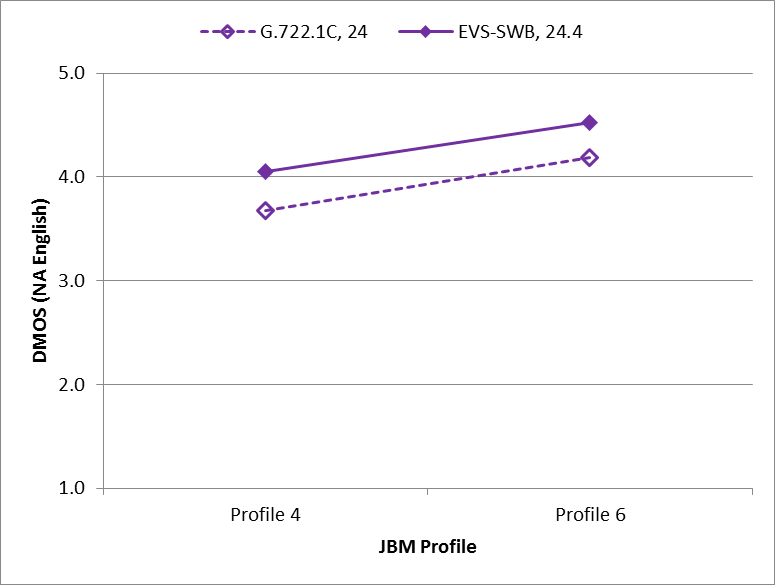 G.722.1C, 24 EVS-SWB, 24.4
5.0
4.0
3.0
2.0
1.0
DMOS (NA English)
Profile 4 Profile 6
JBM Profile